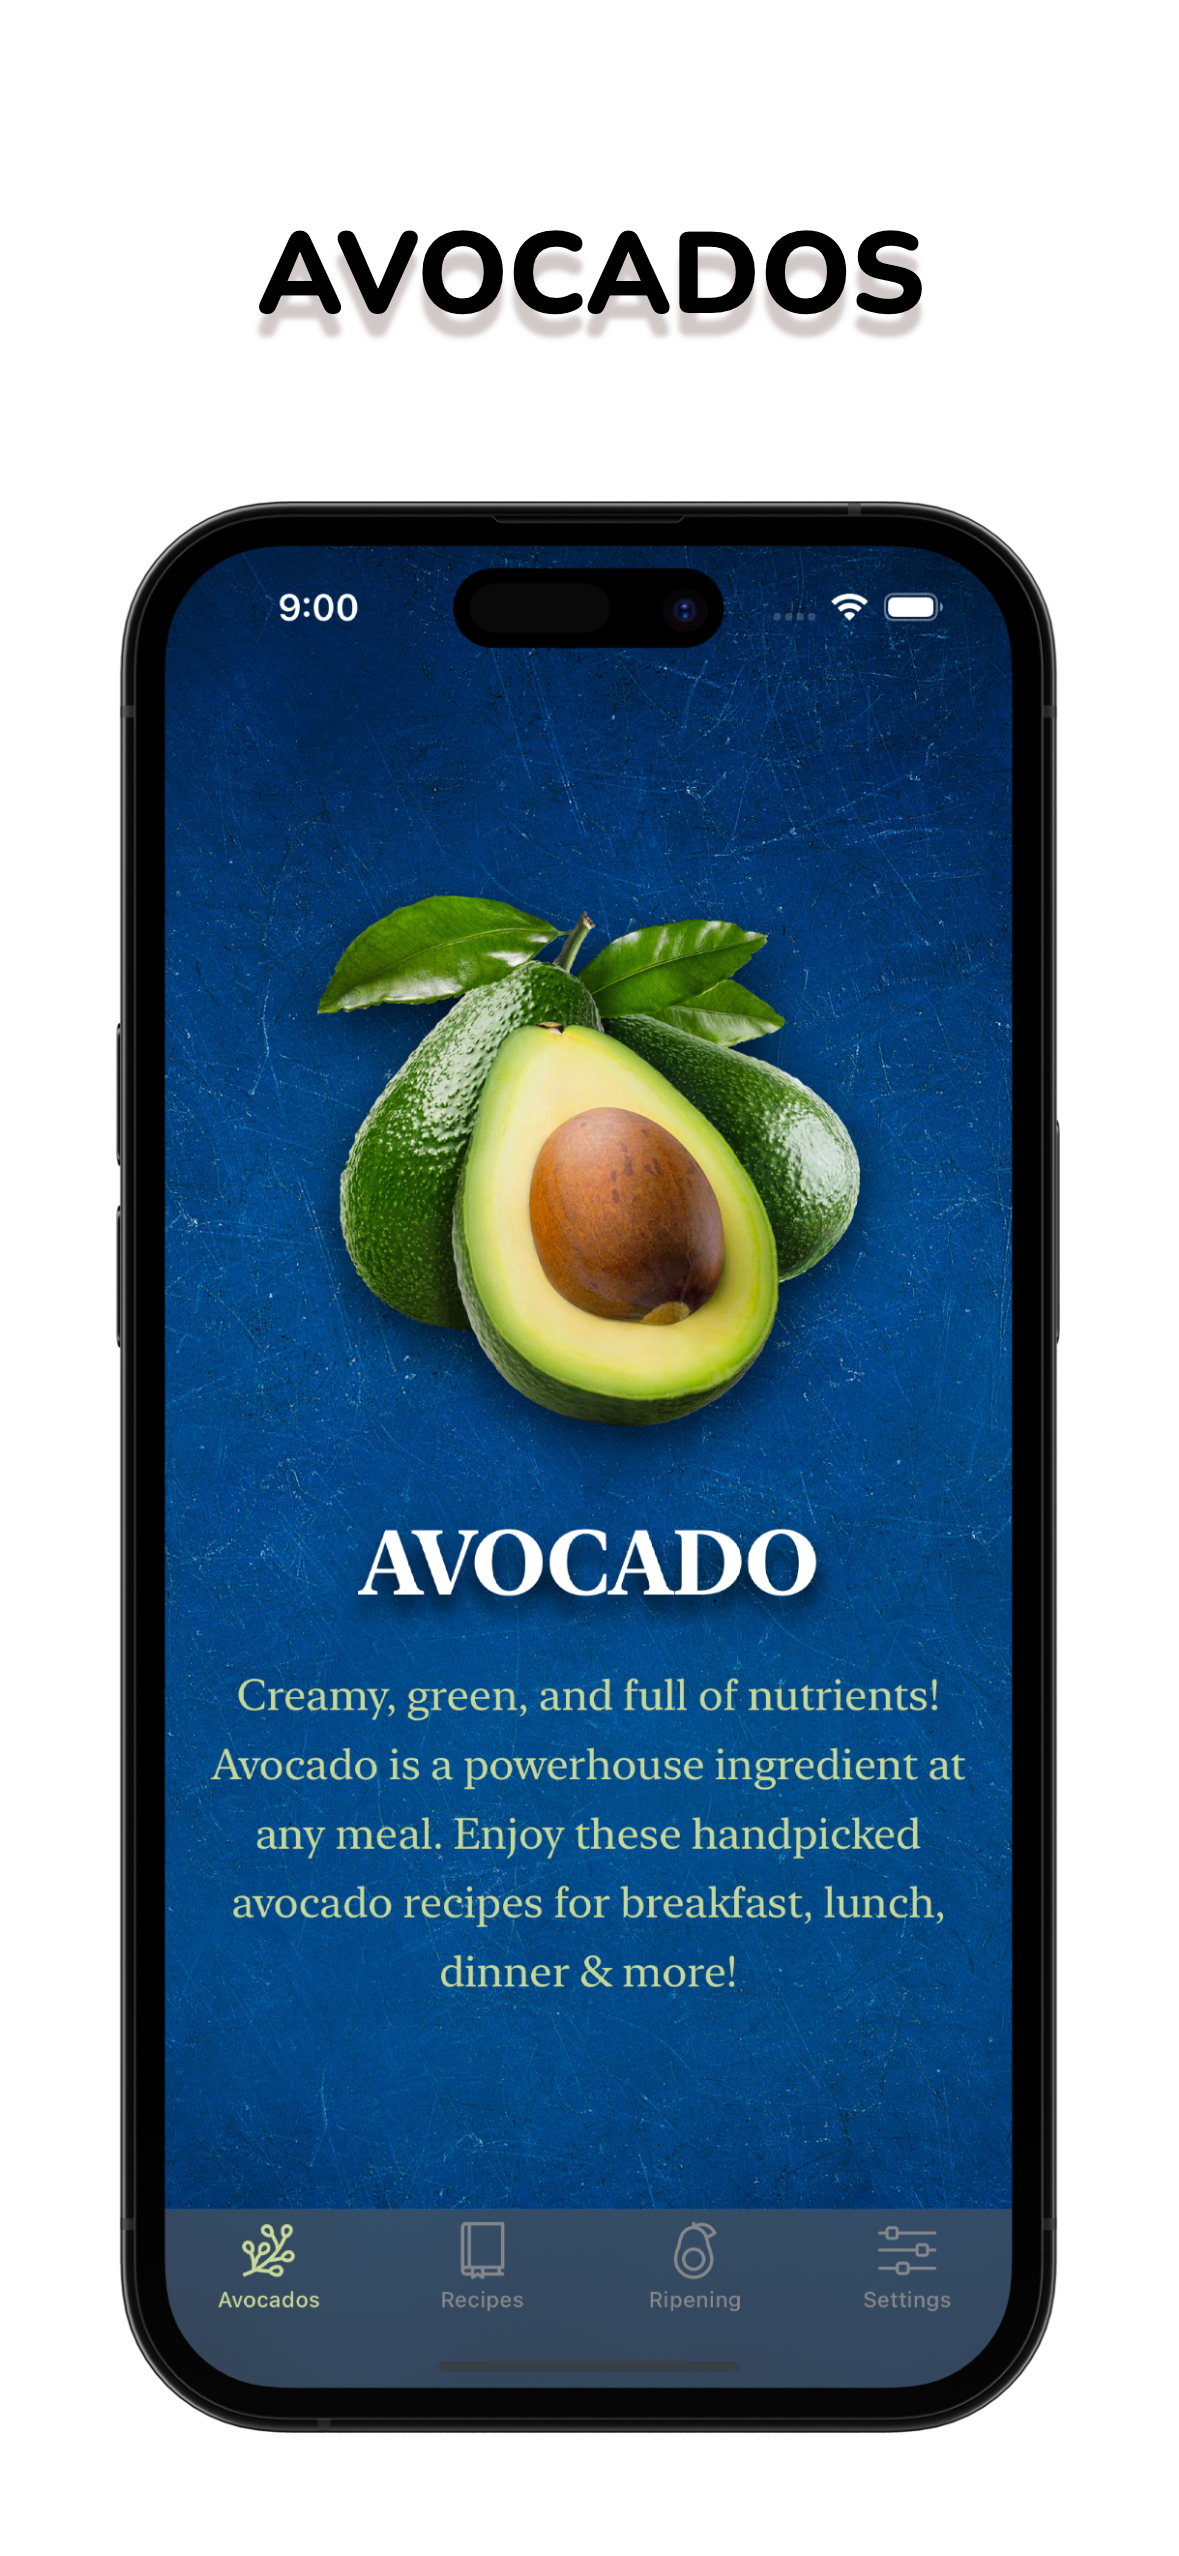 AVOCADOS
9:00
AVOCADO
Creamy, green, and full of nutrients!
Avocado is a powerhouse ingredient at
any meal. Enjoy these handpicked
avocado recipes for breakfast, lunch,
dinner & more!
Avocados
Recipes
Ripening
Settings